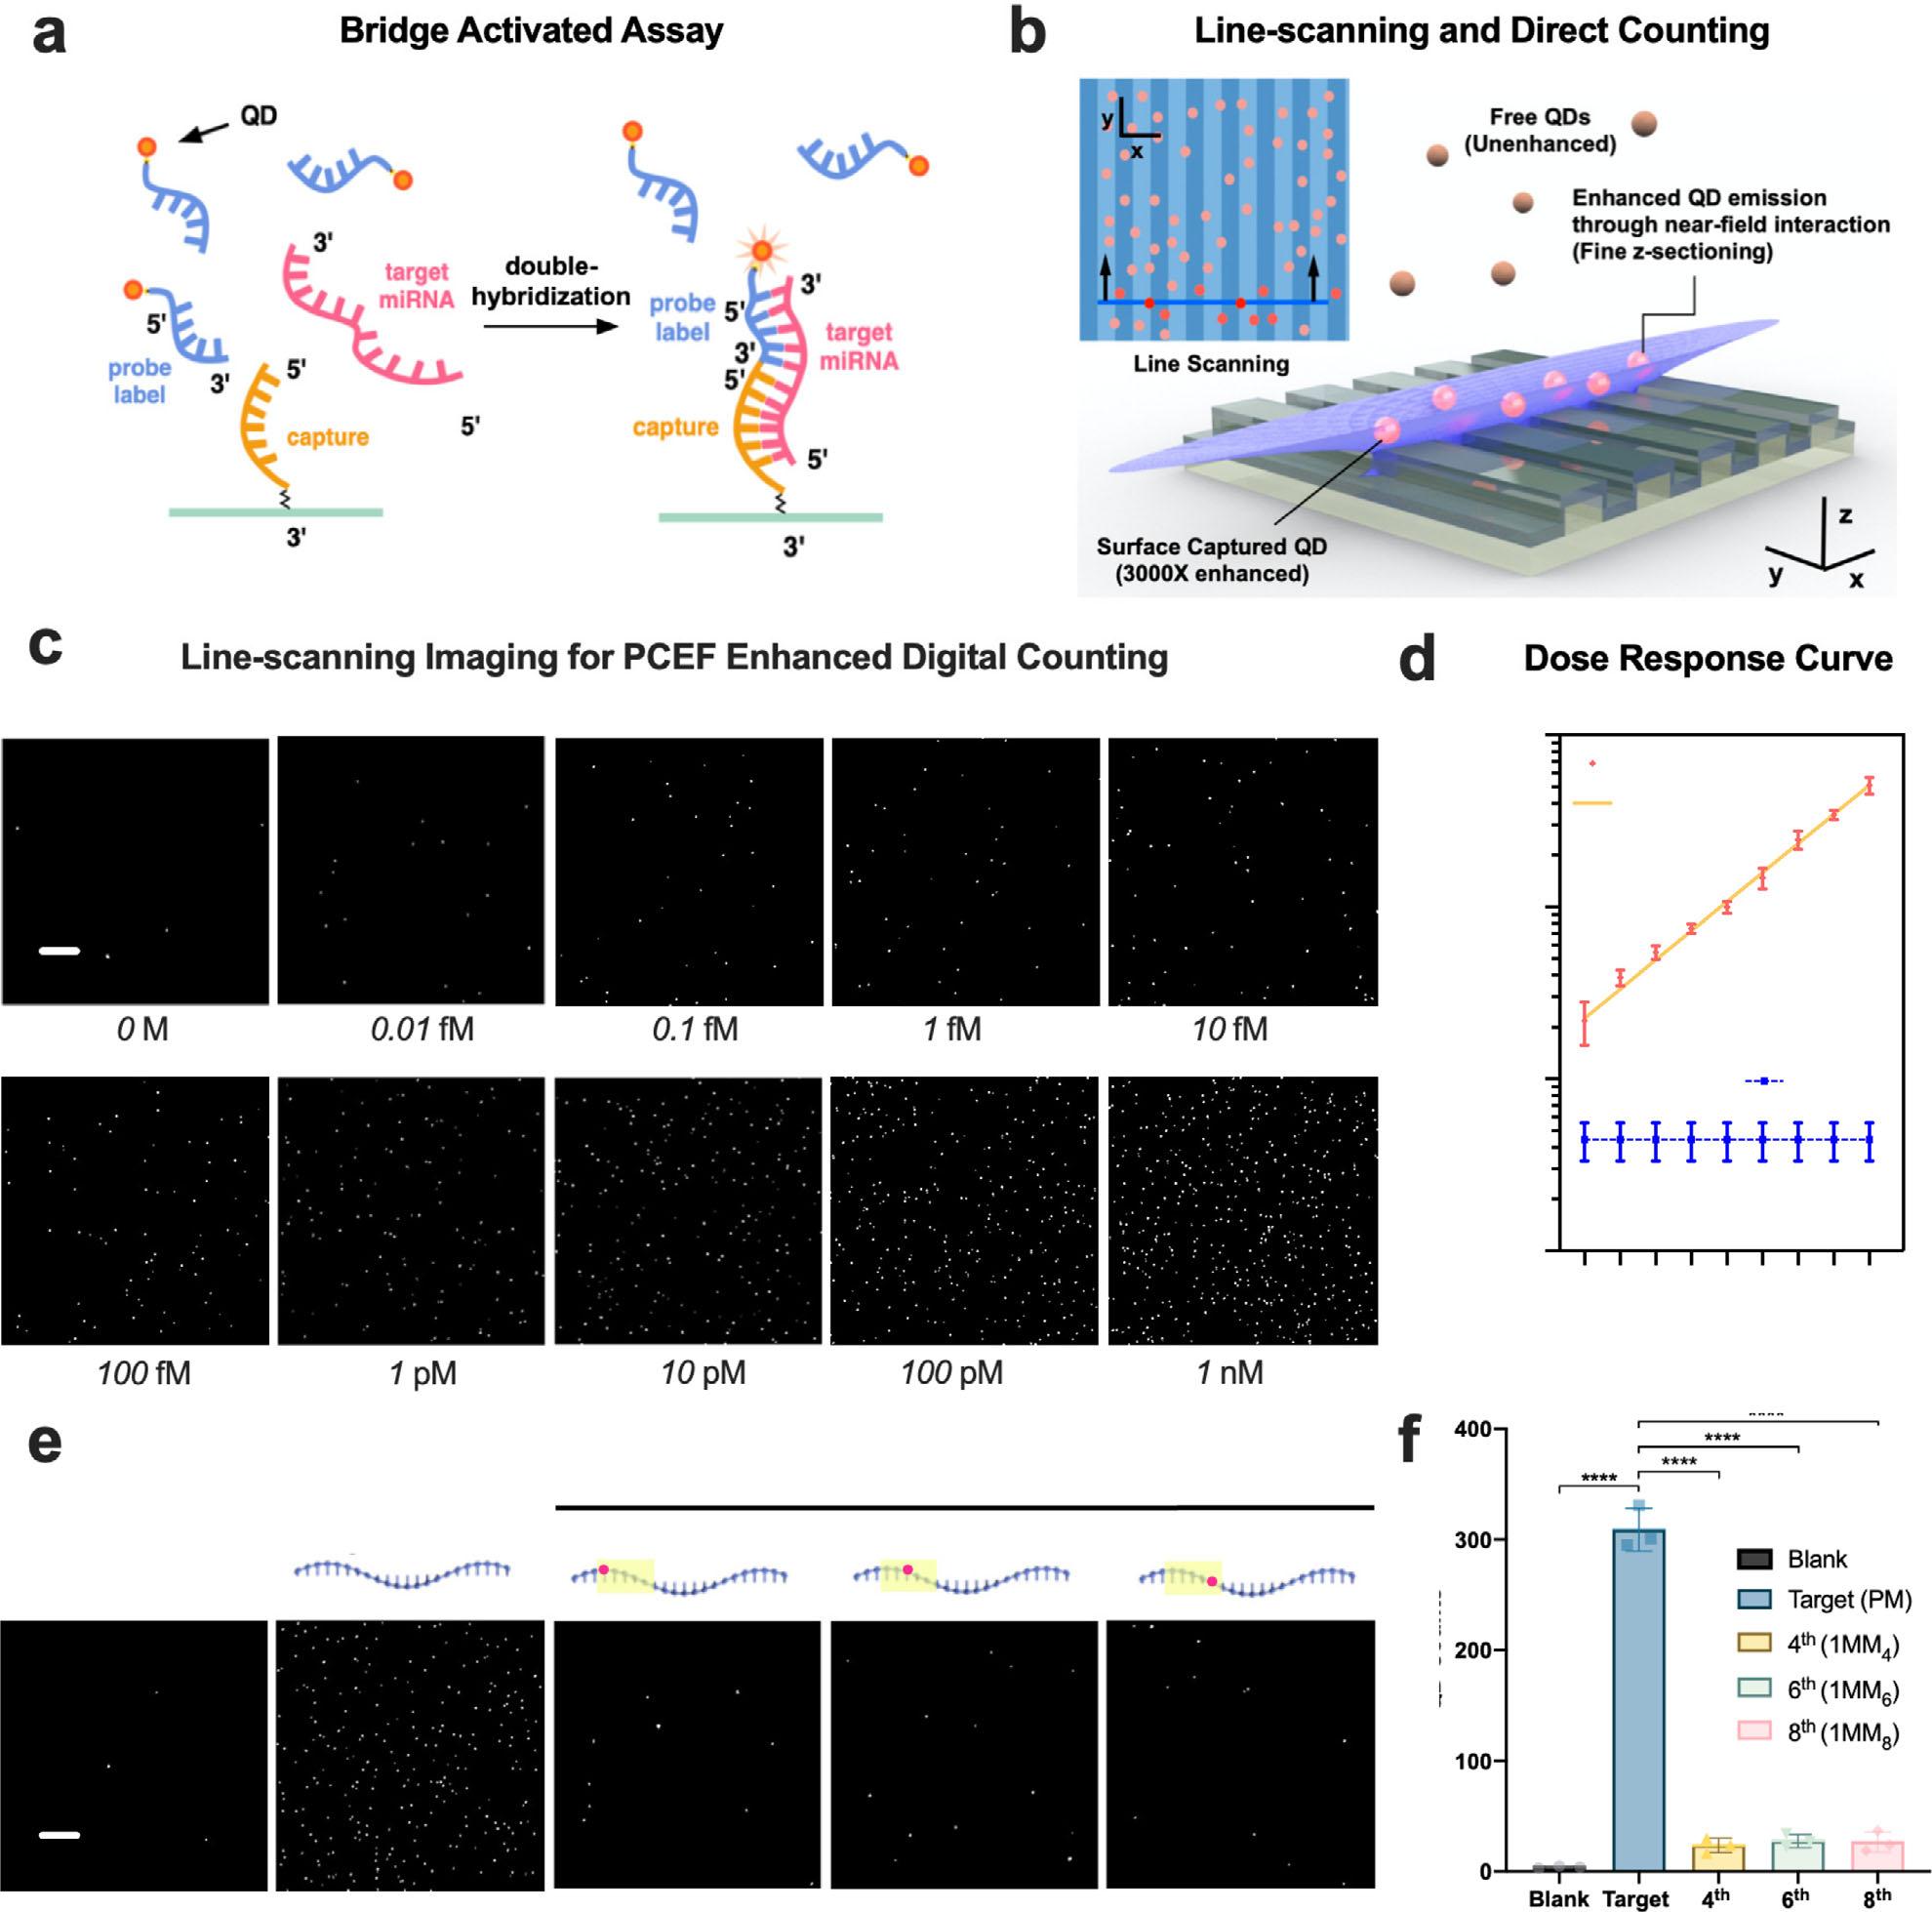 a
Bridge Activated Assay
QD
3'
target
miRNA
5'
probe
label
3'
5'
capture
5'
3'
double-
hybridization
probe
label
5'
3'
3'
5'
target
miRNA
capture
5'
3'
b
Line-scanning and Direct Counting
y
x
Line Scanning
Free QDs
(Unenhanced)
Enhanced QD emission
through near-field interaction
(Fine z-sectioning)
Surface Captured QD
(3000X enhanced)
z
y
x
c
Line-scanning Imaging for PCEF Enhanced Digital Counting
0 M
0.01 fM
0.1 fM
1 fM
10 fM
100 fM
1 pM
10 pM
100 pM
1 nM
d
Dose Response Curve
e
f
400
300
200
100
0
****
****
****
****
Blank
Target (PM)
4th (1MM4)
6th (1MM6)
8th (1MM8)
Blank
Target
4th
6th
8th